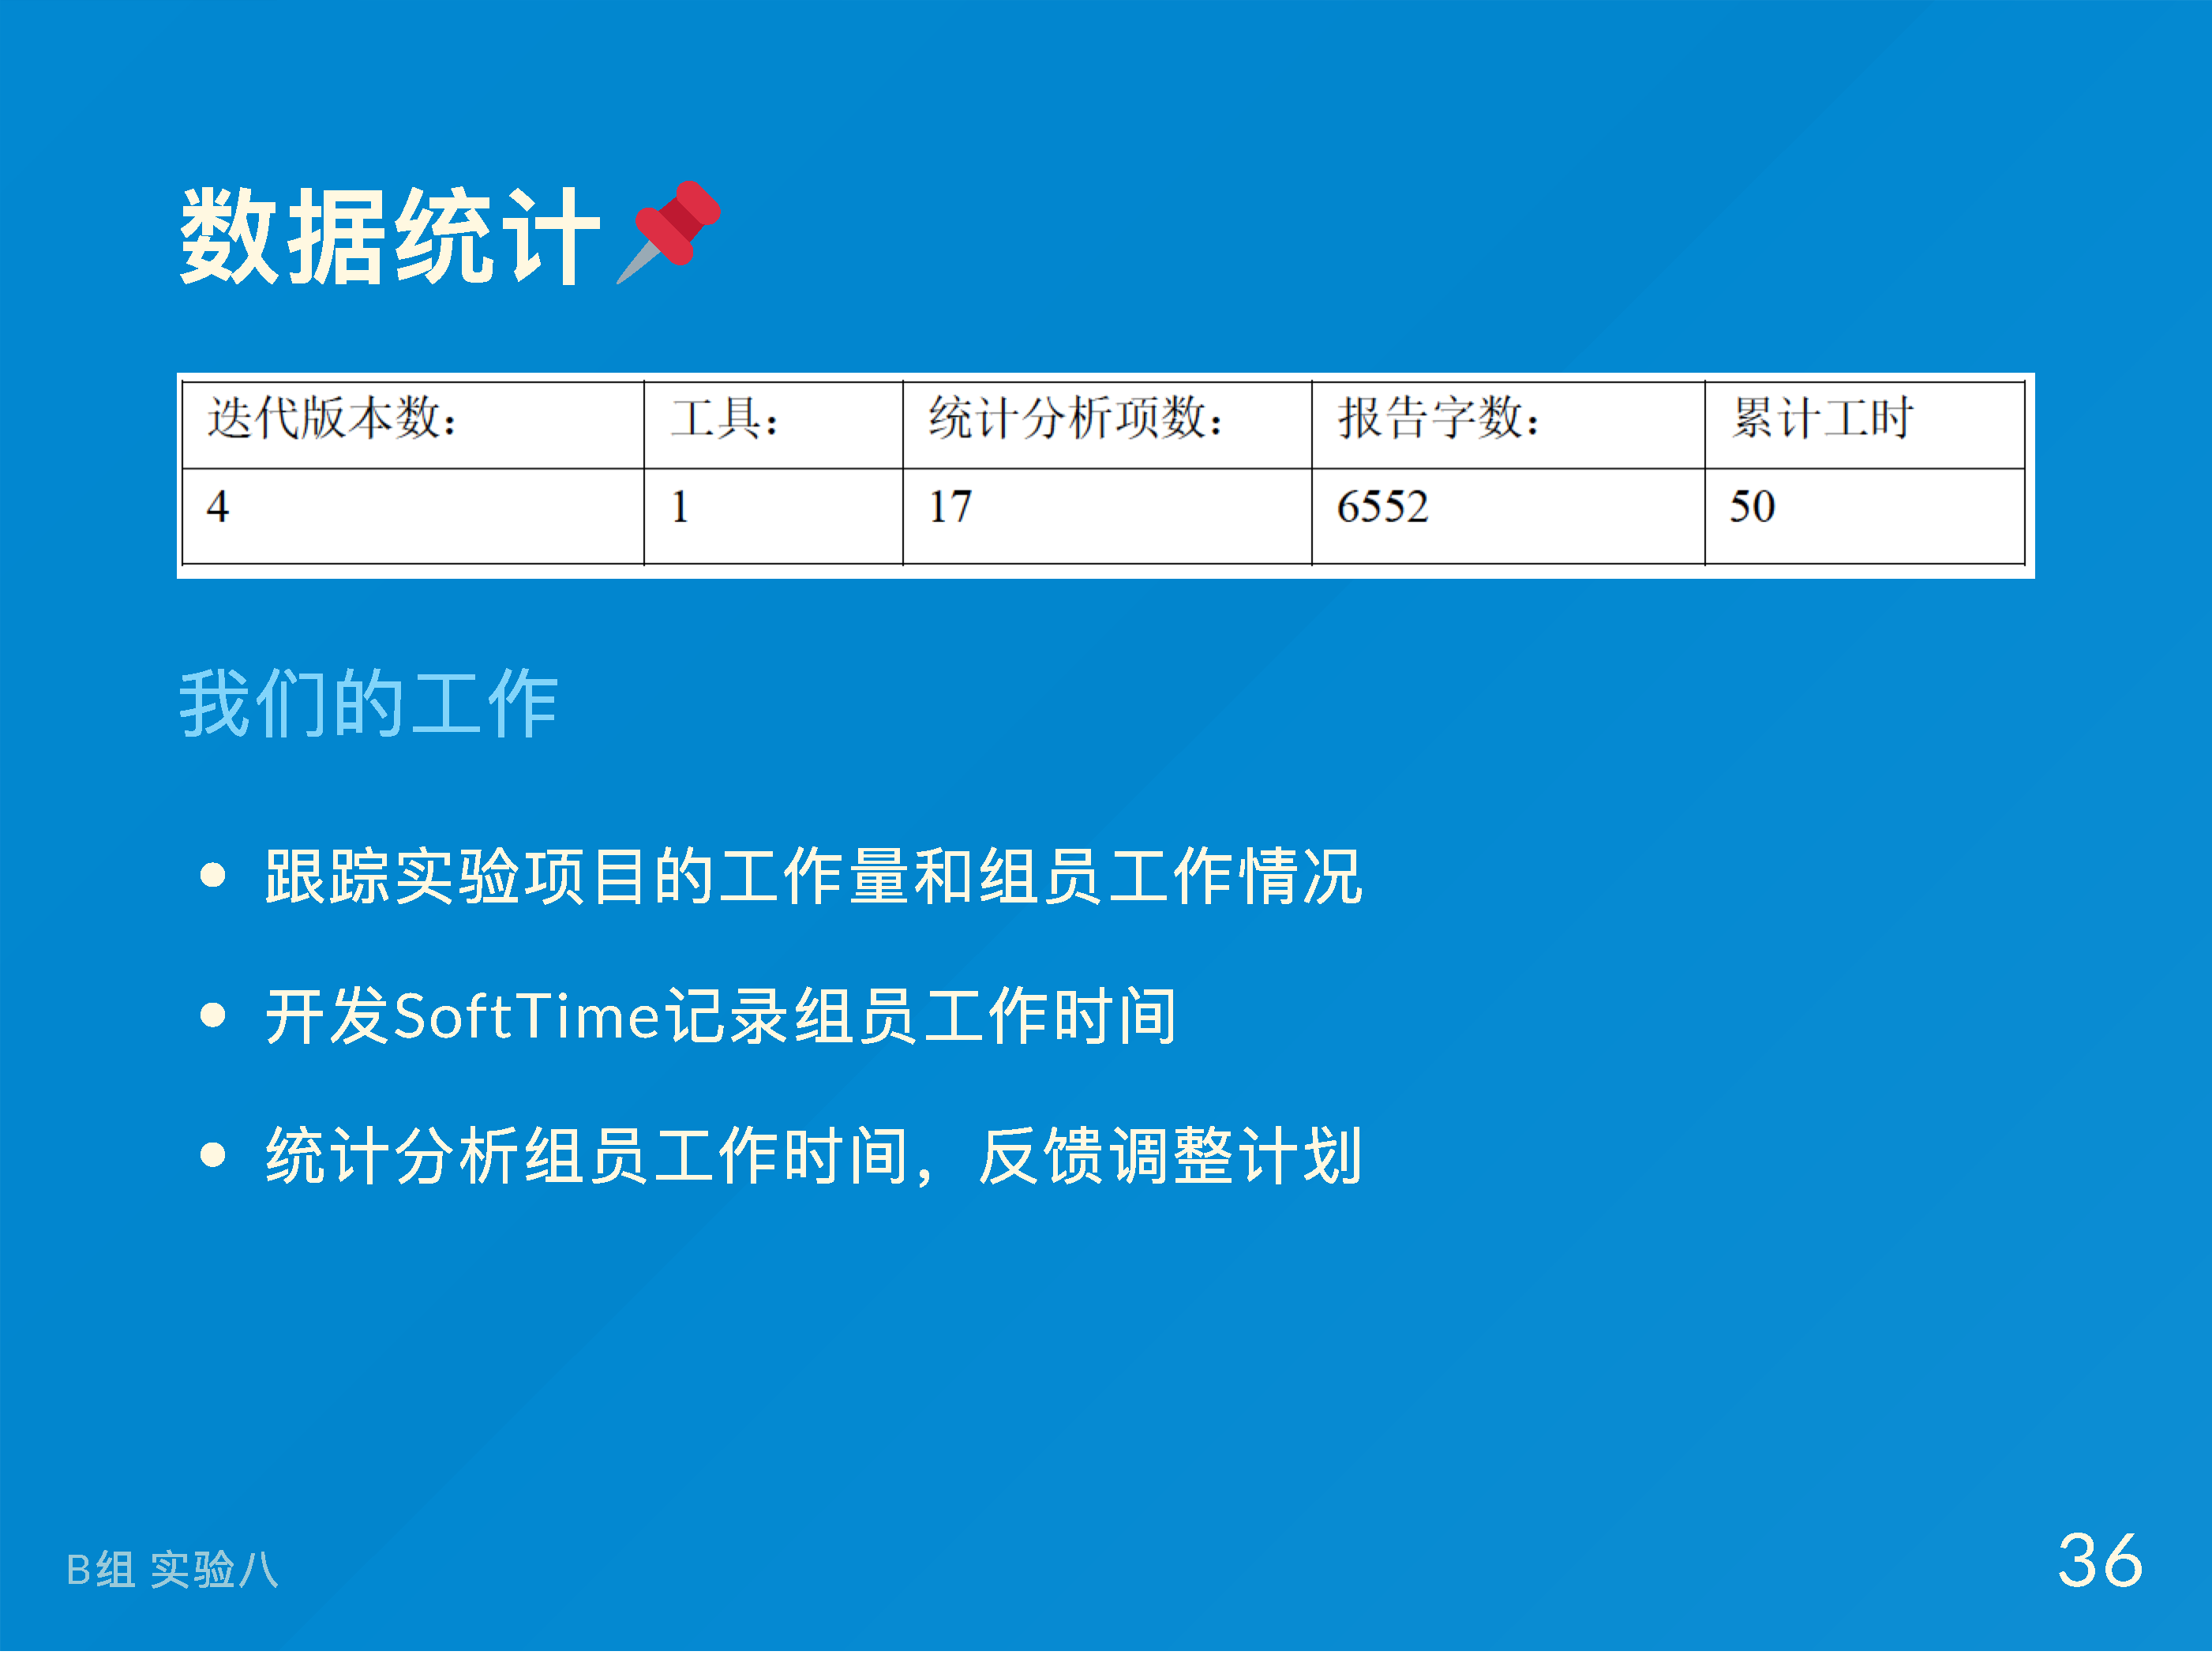 数据统计📌
迭代版本数： 工具： 统计分析项数： 报告字数： 累计工时
4 1 17 6552 50
我们的工作
• 跟踪实验项目的工作量和组员工作情况
• 开发SoftTime记录组员工作时间
• 统计分析组员工作时间，反馈调整计划
B组 实验八
36